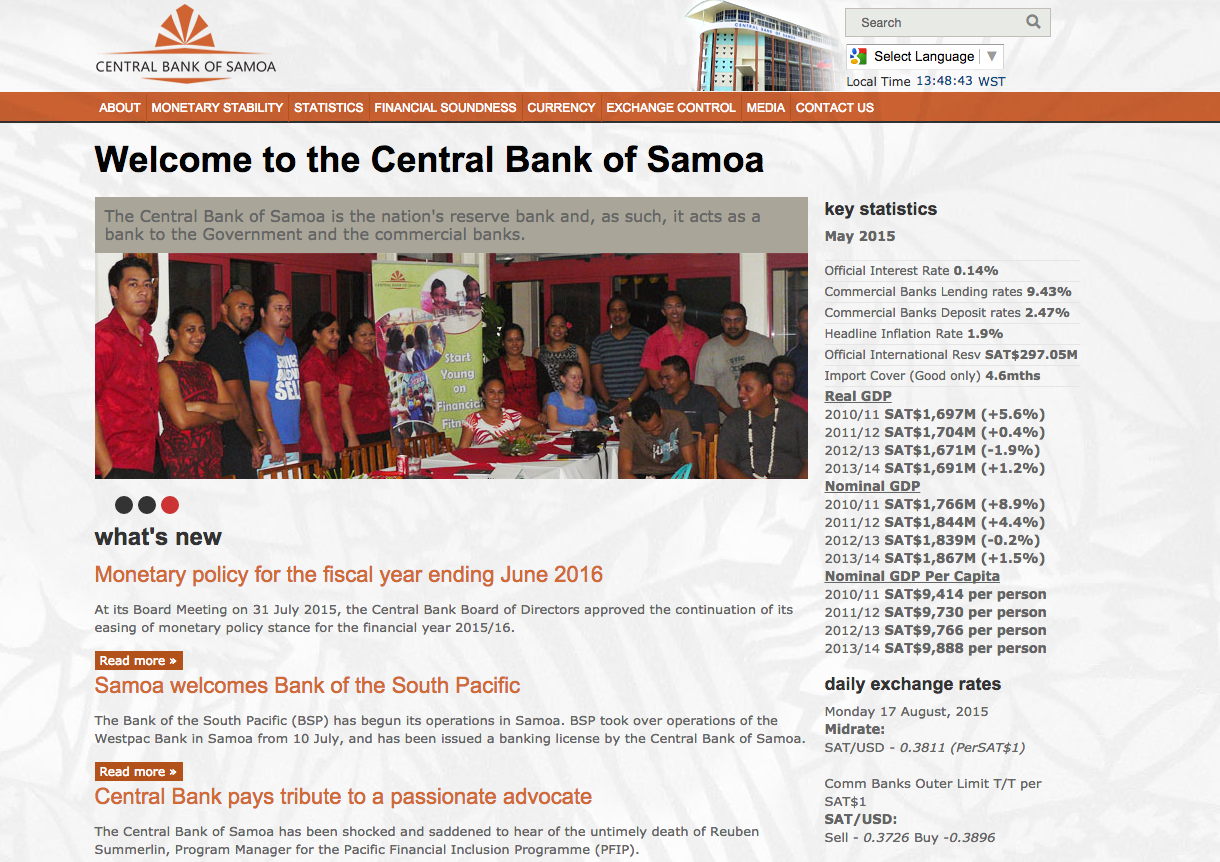 CENTRAL BANK OF SAMOA
CENTRAL BANK OF SAMOA
Search
Select Language
Local Time 13:48:43 WST
ABOUT MONETARY STABILITY STATISTICS FINANCIAL SOUNDNESS CURRENCY EXCHANGE CONTROL MEDIA CONTACT US
Welcome to the Central Bank of Samoa
The Central Bank of Samoa is the nation's reserve bank and, as such, it acts as a
bank to the Government and the commercial banks.
CENTRAL BANK OF SAMOA
Start
Young
on
Financial
what's new
Monetary policy for the fiscal year ending June 2016
At its Board Meeting on 31 July 2015, the Central Bank Board of Directors approved the continuation of its
easing of monetary policy stance for the financial year 2015/16.
Read more »
Samoa welcomes Bank of the South Pacific
The Bank of the South Pacific (BSP) has begun its operations in Samoa. BSP took over operations of the
Westpac Bank in Samoa from 10 July, and has been issued a banking license by the Central Bank of Samoa.
Read more »
Central Bank pays tribute to a passionate advocate
The Central Bank of Samoa has been shocked and saddened to hear of the untimely death of Reuben
Summerlin, Program Manager for the Pacific Financial Inclusion Programme (PFIP).
key statistics
May 2015
Official Interest Rate 0.14%
Commercial Banks Lending rates 9.43%
Commercial Banks Deposit rates 2.47%
Headline Inflation Rate 1.9%
Official International Resv SAT$297.05M
Import Cover (Good only) 4.6mths
Real GDP
2010/11 SAT$1,697M (+5.6%)
2011/12 SAT$1,704M (+0.4%)
2012/13 SAT$1,671M (-1.9%)
2013/14 SAT$1,691M (+1.2%)
Nominal GDP
2010/11 SAT$1,766M (+8.9%)
2011/12 SAT$1,844M (+4.4%)
2012/13 SAT$1,839M (-0.2%)
2013/14 SAT$1,867M (+1.5%)
Nominal GDP Per Capita
2010/11 SAT$9,414 per person
2011/12 SAT$9,730 per person
2012/13 SAT$9,766 per person
2013/14 SAT$9,888 per person
daily exchange rates
Monday 17 August, 2015
Midrate:
SAT/USD - 0.3811 (PerSAT$1)
Comm Banks Outer Limit T/T per
SAT$1
SAT/USD:
Sell - 0.3726 Buy -0.3896